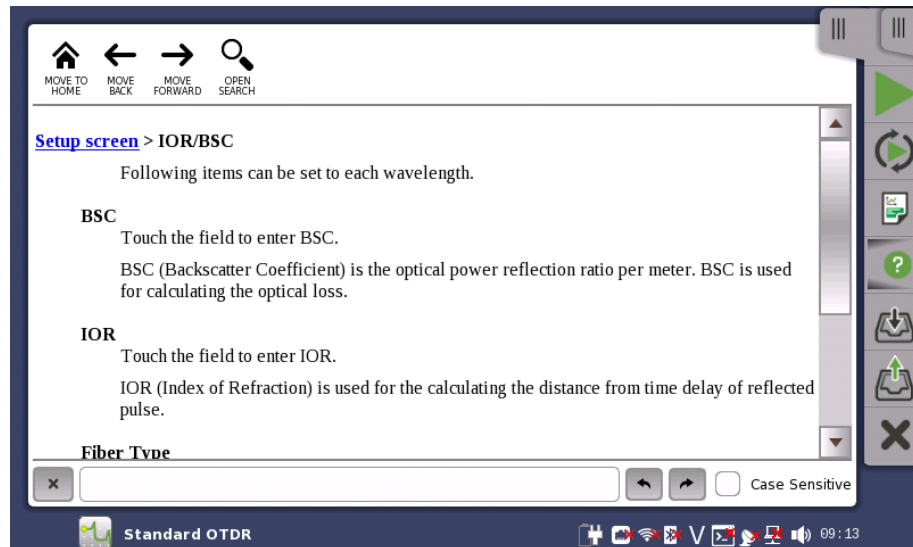 MOVE TO HOME
MOVE BACK
MOVE FORWARD
OPEN SEARCH
Setup screen > IOR/BSC
Following items can be set to each wavelength.
BSC
Touch the field to enter BSC.
BSC (Backscatter Coefficient) is the optical power reflection ratio per meter. BSC is used
for calculating the optical loss.
IOR
Touch the field to enter IOR.
IOR (Index of Refraction) is used for the calculating the distance from time delay of reflected
pulse.
Fiber Type
Case Sensitive
Standard OTDR
V
09:13